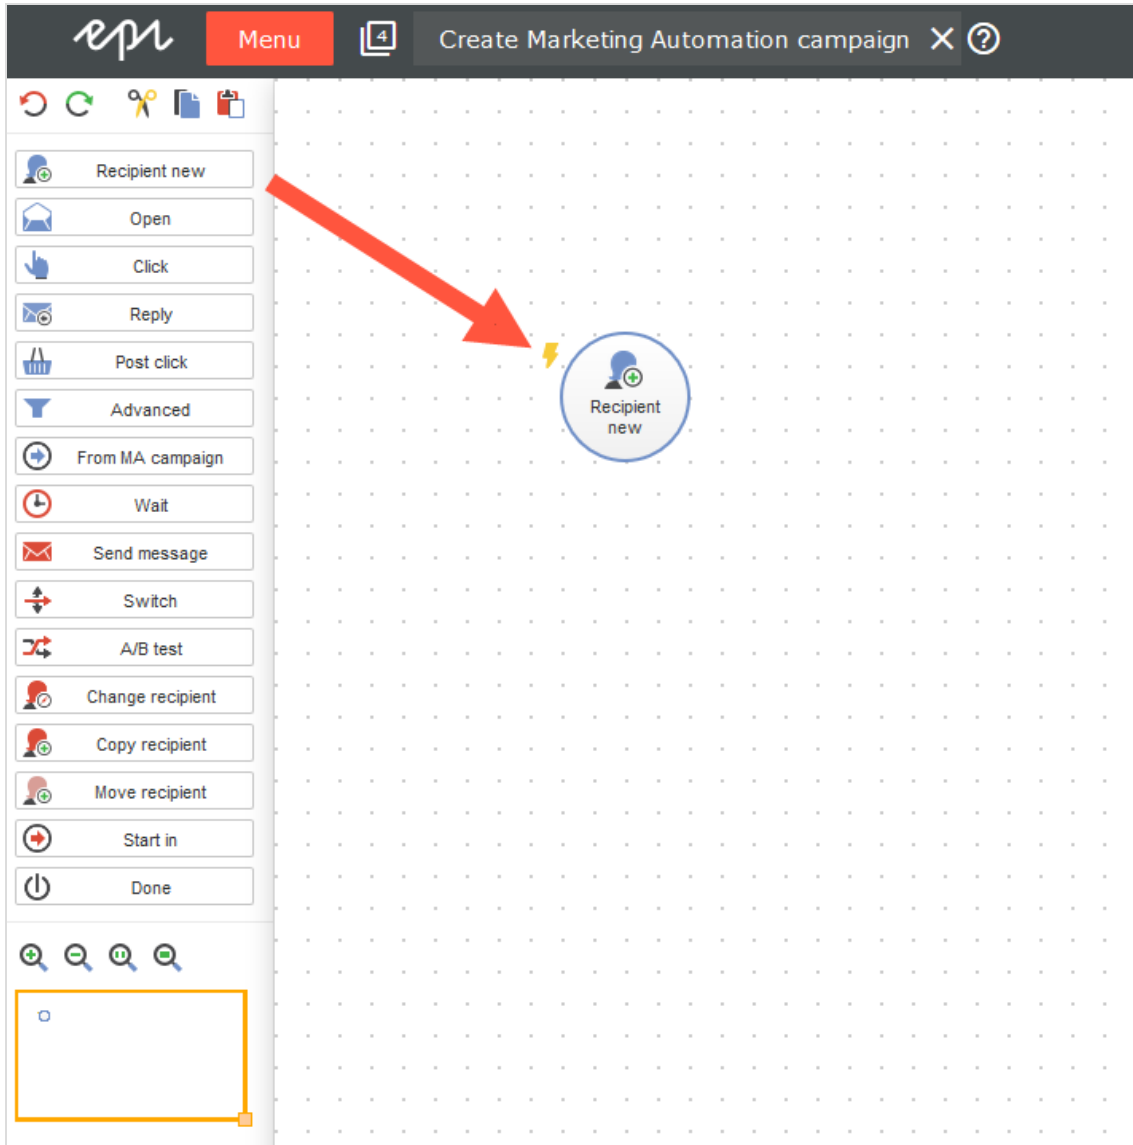 epi
Menu
4
Create Marketing Automation campaign
Recipient new
Open
Click
Reply
Post click
Advanced
From MA campaign
Wait
Send message
Switch
A/B test
Change recipient
Copy recipient
Move recipient
Start in
Done
Recipient
new